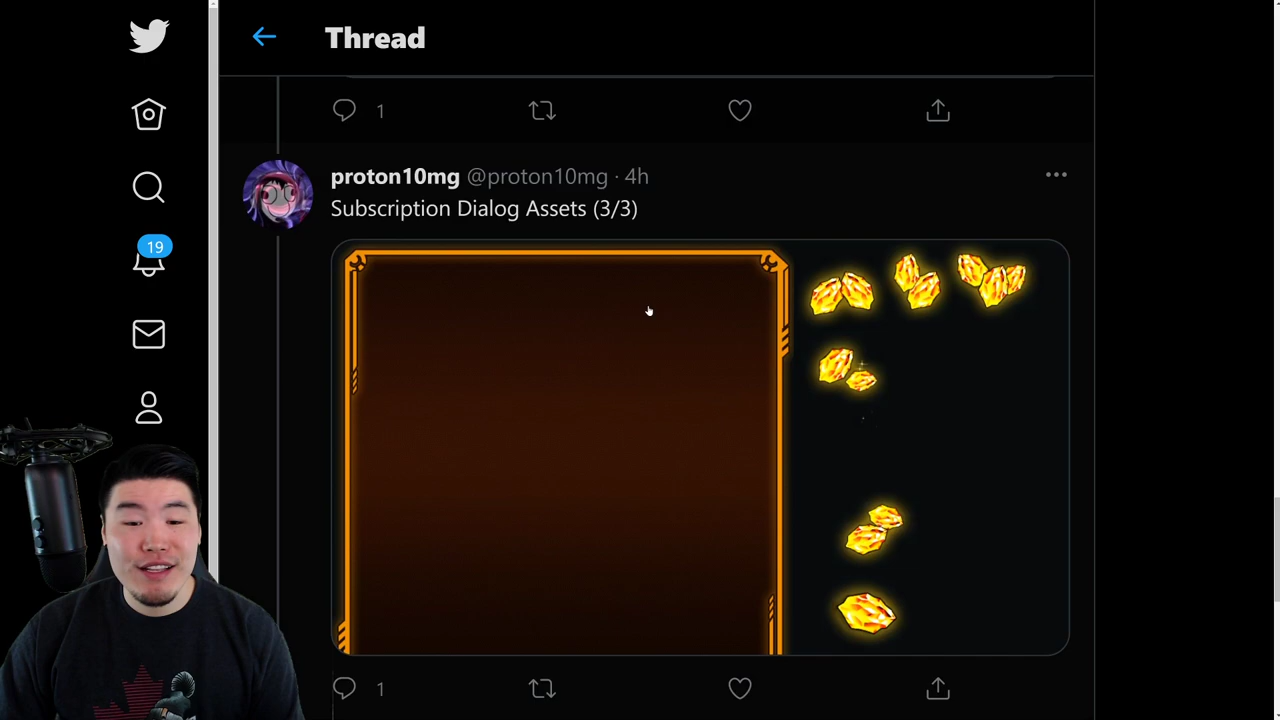 Thread
1
proton10mg @proton10mg · 4h
Subscription Dialog Assets (3/3)
19
1